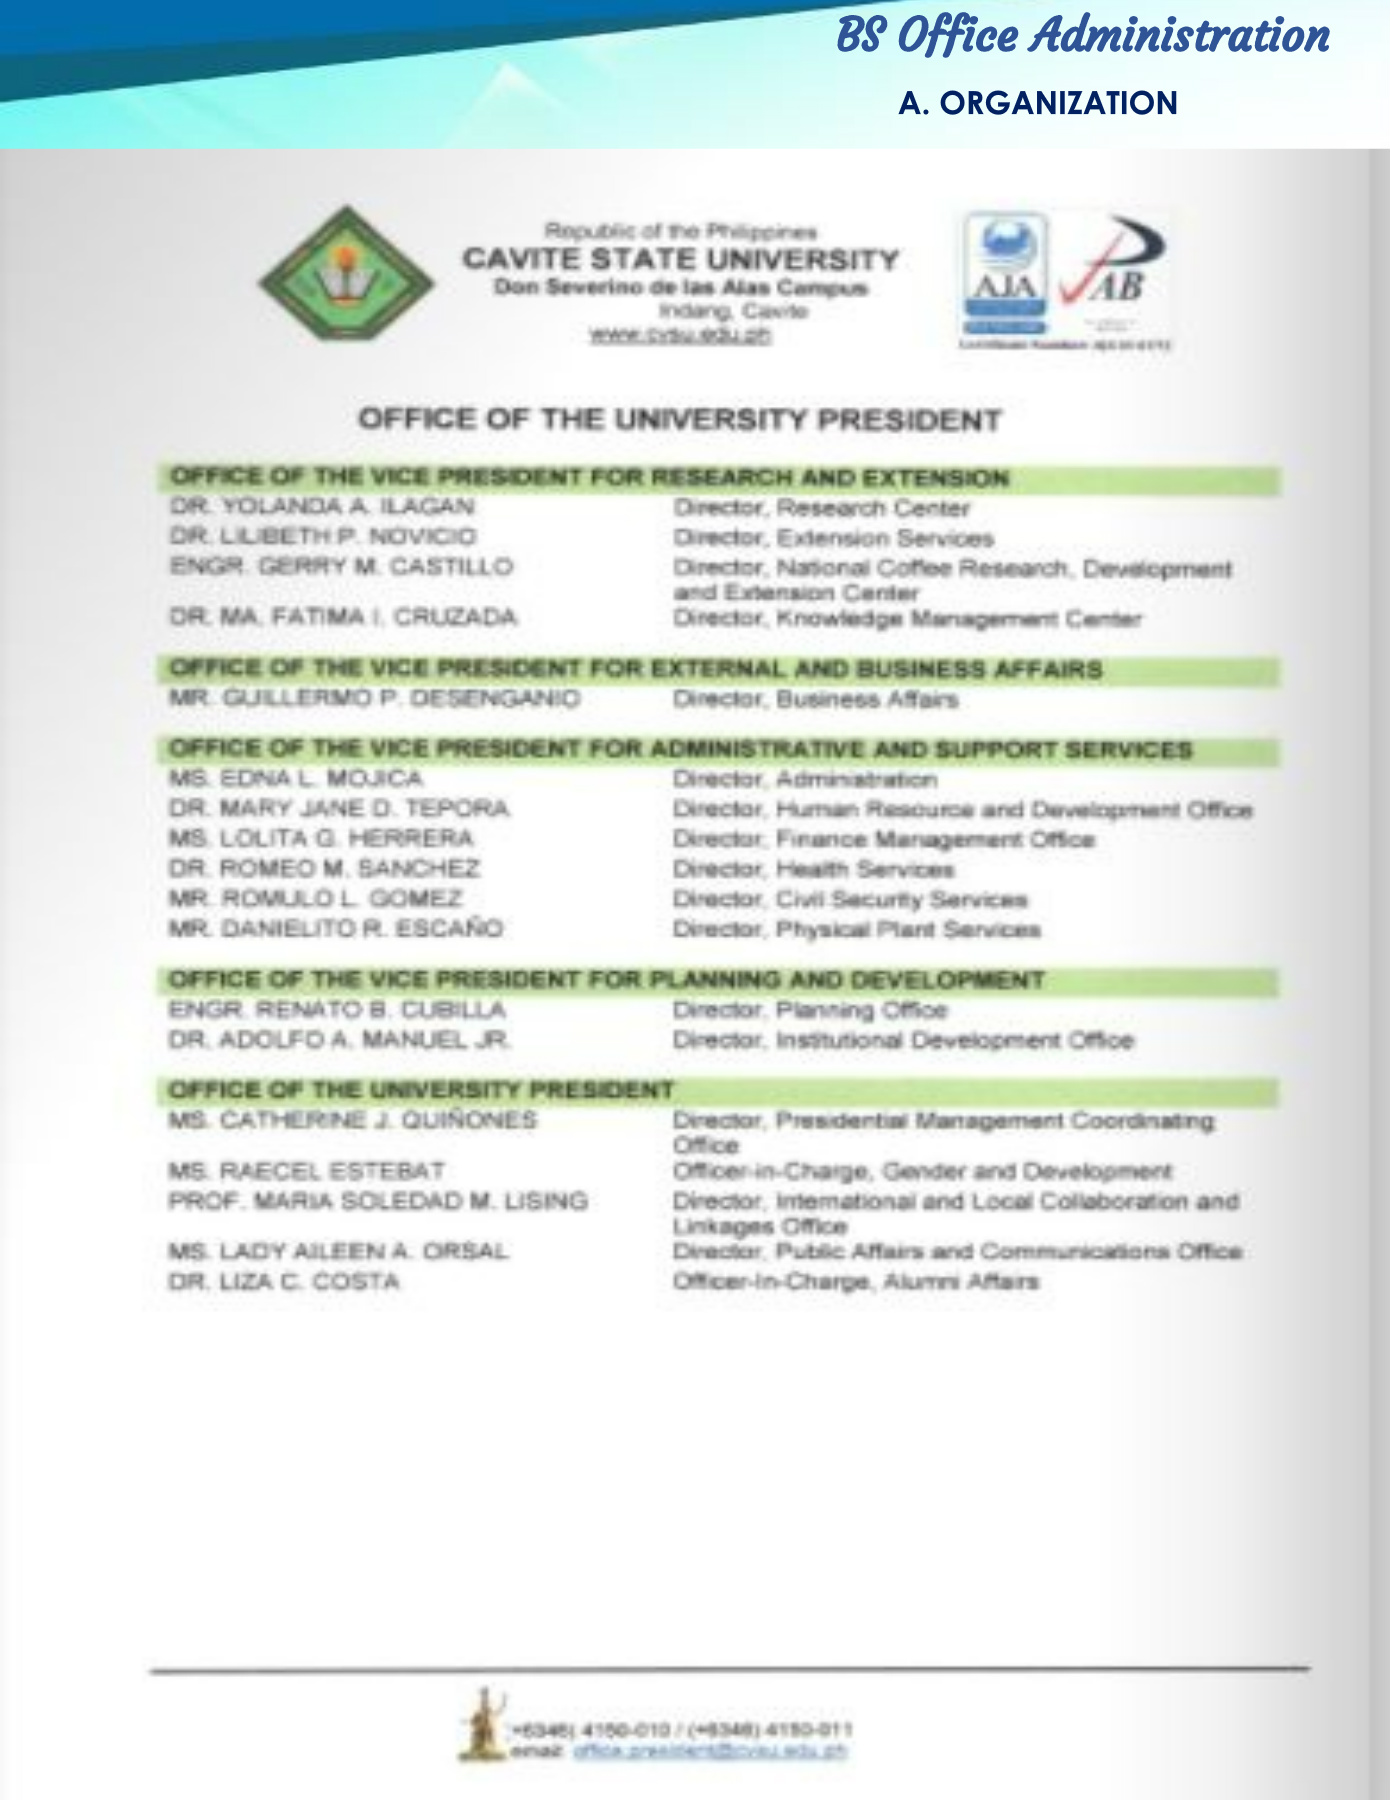 BS Office Administration
A. ORGANIZATION
Republic of the Philippines
CAVITE STATE UNIVERSITY
Don Severino de las Alas Campus
Indang, Cavite
www.cvsu.edu.ph
AJA
PAB
OFFICE OF THE UNIVERSITY PRESIDENT
OFFICE OF THE VICE PRESIDENT FOR RESEARCH AND EXTENSION
DR. YOLANDA A. ILAGAN Director, Research Center
DR. LILIBETH P. NOVICIO Director, Extension Services
ENGR. GERRY M. CASTILLO Director, National Coffee Research, Development
and Extension Center
DR. MA. FATIMA I. CRUZADA Director, Knowledge Management Center
OFFICE OF THE VICE PRESIDENT FOR EXTERNAL AND BUSINESS AFFAIRS
MR. GUILLERMO P. DESENGANIO Director, Business Affairs
OFFICE OF THE VICE PRESIDENT FOR ADMINISTRATIVE AND SUPPORT SERVICES
MS. EDNA L. MOJICA Director, Administration
DR. MARY JANE D. TEPORA Director, Human Resource and Development Office
MS. LOLITA G. HERRERA Director, Finance Management Office
DR. ROMEO M. SANCHEZ Director, Health Services
MR. ROMULO L. GOMEZ Director, Civil Security Services
MR. DANIELITO R. ESCAÑO Director, Physical Plant Services
OFFICE OF THE VICE PRESIDENT FOR PLANNING AND DEVELOPMENT
ENGR. RENATO B. CUBILLA Director, Planning Office
DR. ADOLFO A. MANUEL JR. Director, Institutional Development Office
OFFICE OF THE UNIVERSITY PRESIDENT
MS. CATHERINE J. QUIÑONES Director, Presidential Management Coordinating
Office
MS. RAECEL ESTEBAT Officer-in-Charge, Gender and Development
PROF. MARIA SOLEDAD M. LISING Director, International and Local Collaboration and
Linkages Office
MS. LADY AILEEN A. ORSAL Director, Public Affairs and Communications Office
DR. LIZA C. COSTA Officer-In-Charge, Alumni Affairs
+6346) 4150-010 / (+6346) 4150-011
email: office.president@cvsu.edu.ph